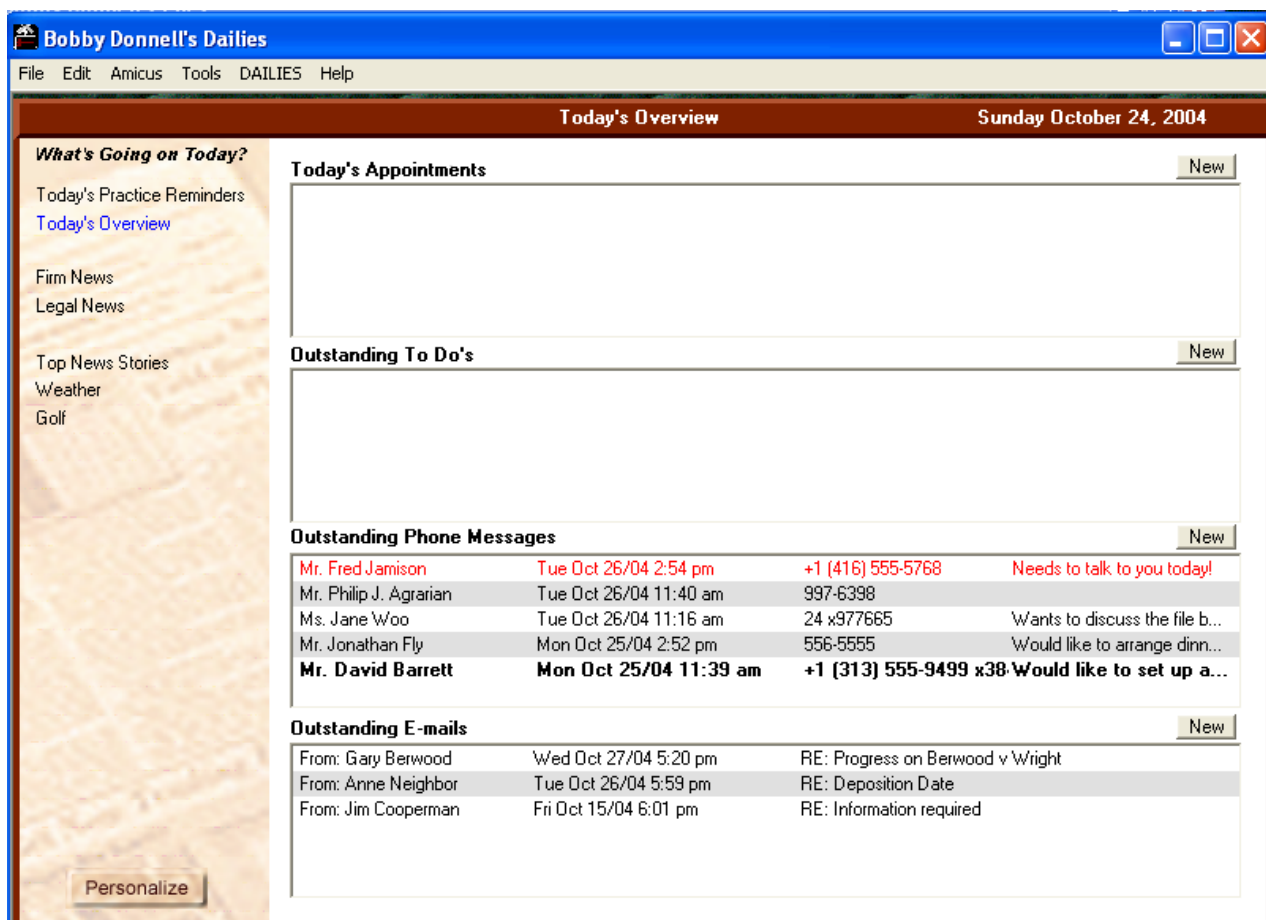 Bobby Donnell's Dailies
File Edit Amicus Tools DAILIES Help
Today's Overview Sunday October 24, 2004
What's Going on Today?
Today's Practice Reminders
Today's Overview
Firm News
Legal News
Top News Stories
Weather
Golf
Personalize
Today's Appointments New
Outstanding To Do's New
Outstanding Phone Messages New
Mr. Fred Jamison Tue Oct 26/04 2:54 pm +1 (416) 555-5768 Needs to talk to you today!
Mr. Philip J. Agrarian Tue Oct 26/04 11:40 am 997-6398
Ms. Jane Woo Tue Oct 26/04 11:16 am 24 x977665 Wants to discuss the file b...
Mr. Jonathan Fly Mon Oct 25/04 2:52 pm 556-5555 Would like to arrange dinn...
Mr. David Barrett Mon Oct 25/04 11:39 am +1 (313) 555-9499 x38 Would like to set up a...
Outstanding E-mails New
From: Gary Berwood Wed Oct 27/04 5:20 pm RE: Progress on Berwood v Wright
From: Anne Neighbor Tue Oct 26/04 5:59 pm RE: Deposition Date
From: Jim Cooperman Fri Oct 15/04 6:01 pm RE: Information required